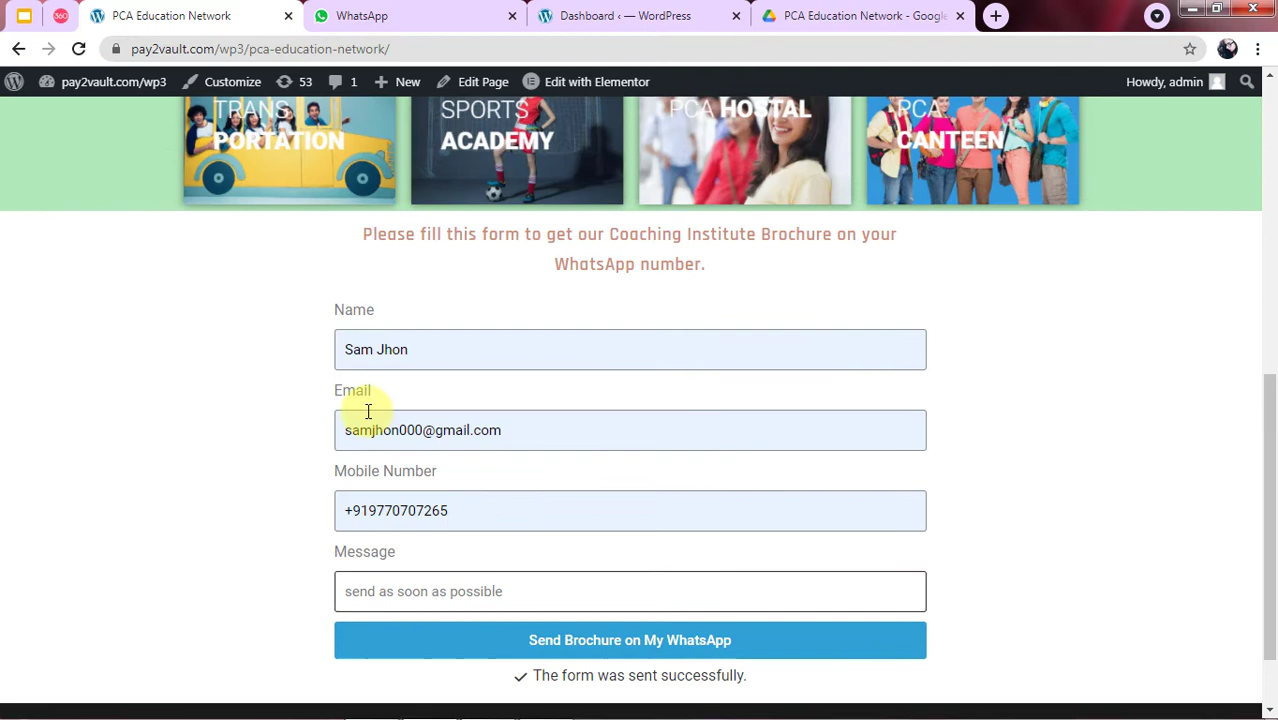 PCA Education Network
WhatsApp
Dashboard ‹ — WordPress
PCA Education Network - Google
pay2vault.com/wp3/pca-education-network/
pay2vault.com/wp3
Customize
53
1
New
Edit Page
Edit with Elementor
Howdy, admin
TRANS
PORTATION
SPORTS
ACADEMY
PCA HOSTAL
PCA
CANTEEN
Please fill this form to get our Coaching Institute Brochure on your
WhatsApp number.
Name
Sam Jhon
Email
samjhon000@gmail.com
Mobile Number
+919770707265
Message
send as soon as possible
Send Brochure on My WhatsApp
The form was sent successfully.